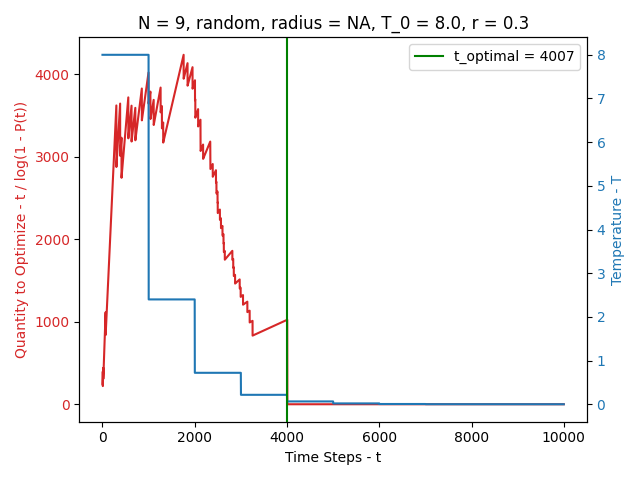 N = 9, random, radius = NA, T_0 = 8.0, r = 0.3
t_optimal = 4007
Quantity to Optimize - t / log(1 - P(t))
4000
3000
2000
1000
0
8
7
6
5
4
3
2
1
0
Temperature - T
0 2000 4000 6000 8000 10000
Time Steps - t